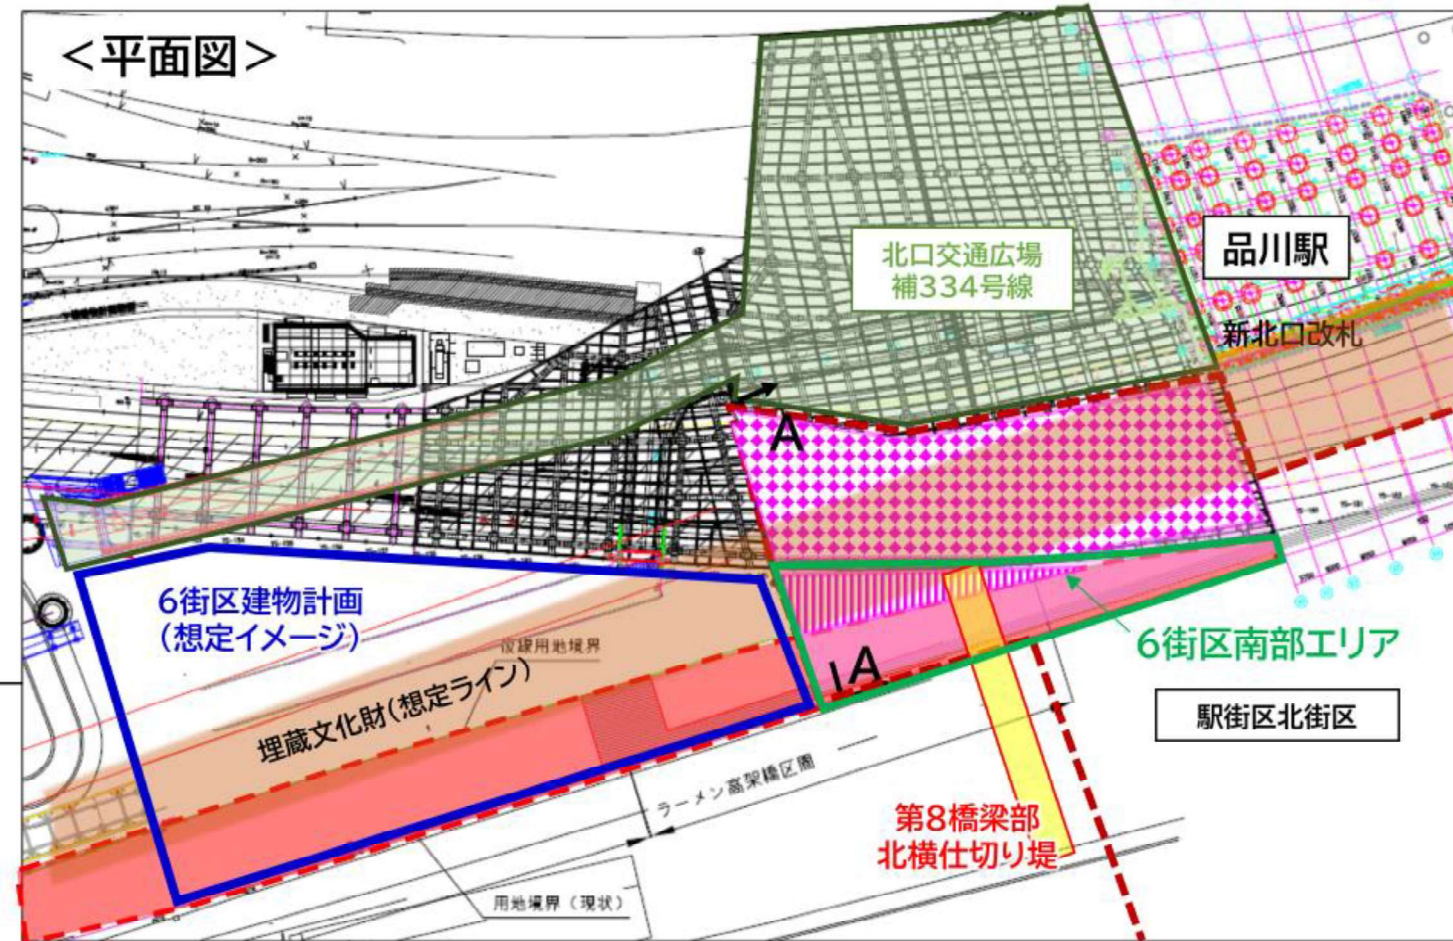 ＜平面図＞
北口交通広場
補334号線
品川駅
新北口改札
A
6街区建物計画
(想定イメージ)
埋蔵文化財(想定ライン)
A
6街区南部エリア
駅街区北街区
ラーメン高架橋区間
第8橋梁部
北横仕切り堤
用地境界（現状）